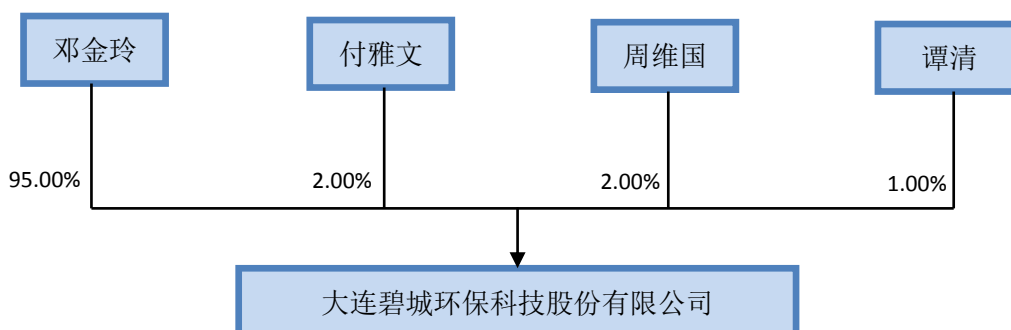 邓金玲
付雅文
周维国
谭清
95.00%
2.00%
2.00%
1.00%
大连碧城环保科技股份有限公司